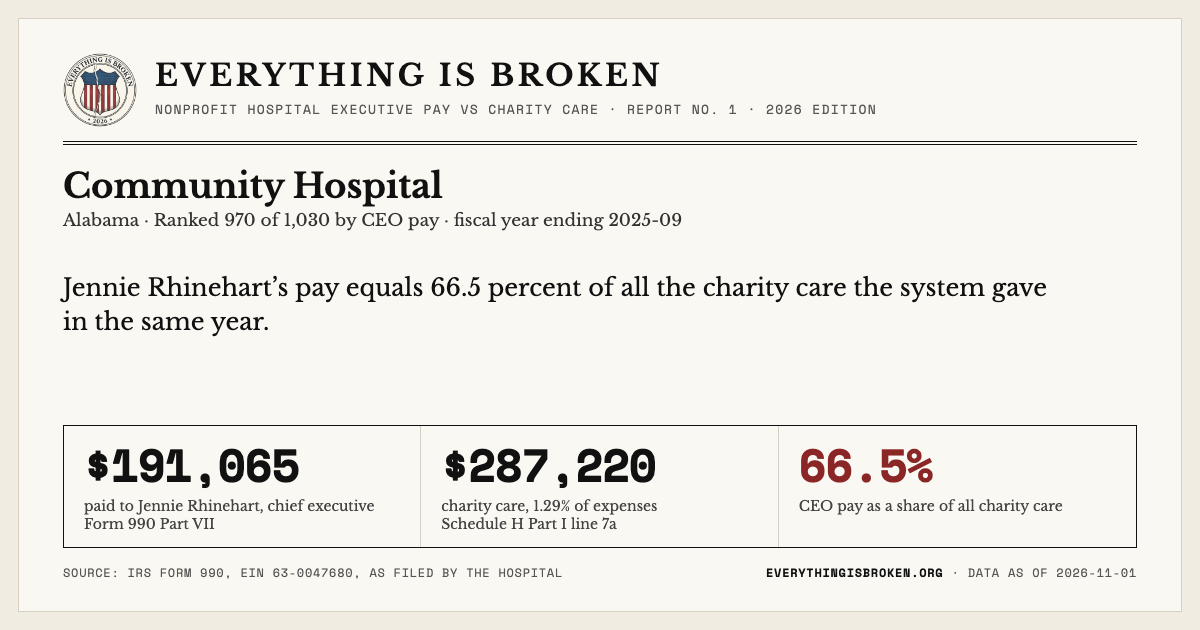 EVERYTHING IS BROKEN
2026
EVERYTHING IS BROKEN
NONPROFIT HOSPITAL EXECUTIVE PAY VS CHARITY CARE · REPORT NO. 1 · 2026 EDITION
Community Hospital
Alabama · Ranked 970 of 1,030 by CEO pay · fiscal year ending 2025-09
Jennie Rhinehart’s pay equals 66.5 percent of all the charity care the system gave
in the same year.
$191,065
paid to Jennie Rhinehart, chief executive
Form 990 Part VII
$287,220
charity care, 1.29% of expenses
Schedule H Part I line 7a
66.5%
CEO pay as a share of all charity care
SOURCE: IRS FORM 990, EIN 63-0047680, AS FILED BY THE HOSPITAL
EVERYTHINGISBROKEN.ORG · DATA AS OF 2026-11-01